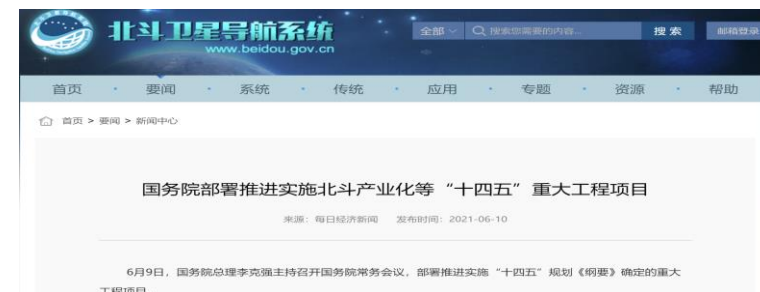 北斗卫星导航系统
www.beidou.gov.cn
全部 搜索您需要的内容... 搜 索 邮箱登录
首页 · 要闻 · 系统 · 传统 · 应用 · 专题 · 资源 · 帮助
首页 > 要闻 > 新闻中心
国务院部署推进实施北斗产业化等“十四五”重大工程项目
来源：每日经济新闻 发布时间：2021-06-10
6月9日，国务院总理李克强主持召开国务院常务会议，部署推进实施“十四五”规划《纲要》确定的重大
工程项目